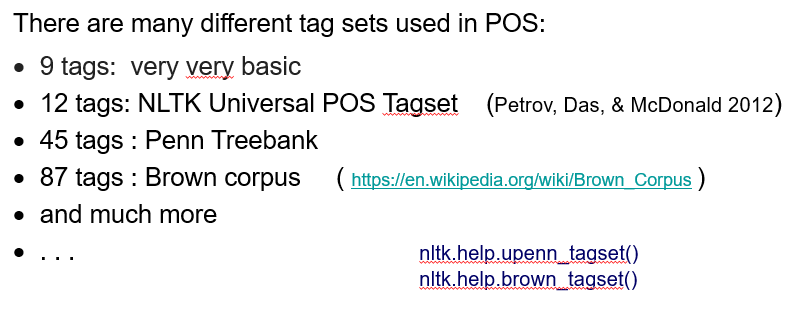 There are many different tag sets used in POS:
• 9 tags:  very very basic
• 12 tags: NLTK Universal POS Tagset    (Petrov, Das, & McDonald 2012)
• 45 tags : Penn Treebank
• 87 tags : Brown corpus    ( https://en.wikipedia.org/wiki/Brown_Corpus )
• and much more
• . . .    nltk.help.upenn_tagset()
nltk.help.brown_tagset()